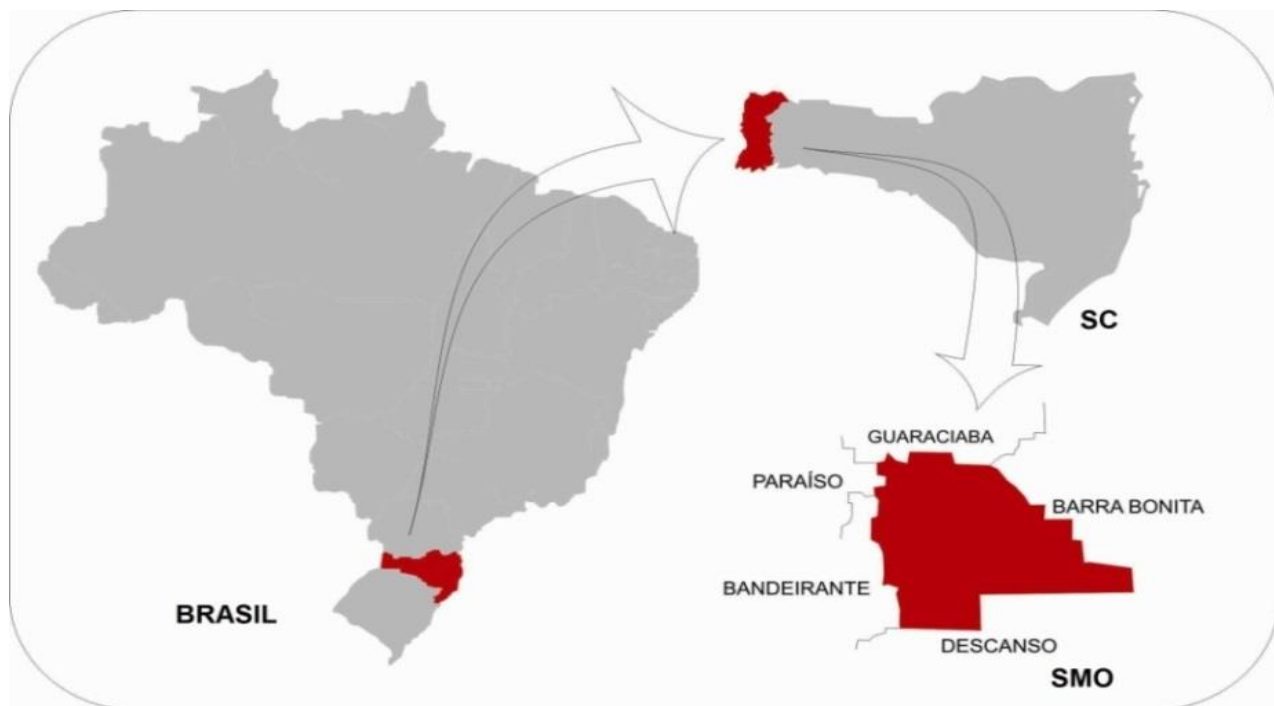 SC
GUARACIABA
PARAÍSO
BARRA BONITA
BANDEIRANTE
BRASIL
DESCANSO
SMO